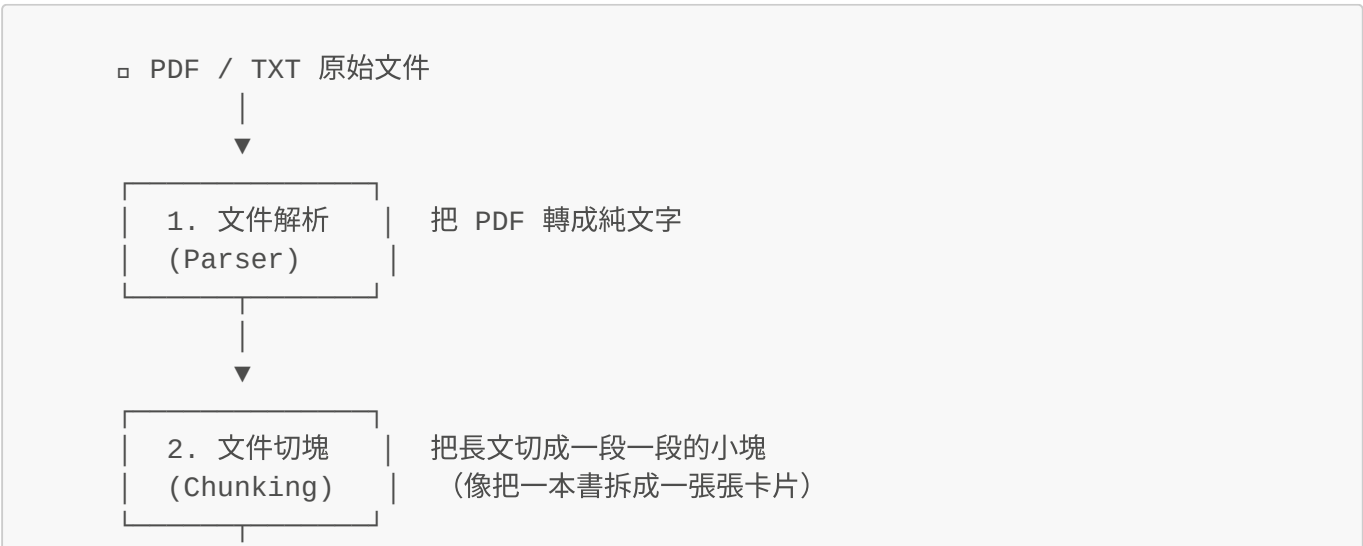 PDF / TXT 原始文件
1. 文件解析 把 PDF 轉成純文字
(Parser)
2. 文件切塊 把長文切成一段一段的小塊
(Chunking) （像把一本書拆成一張張卡片）